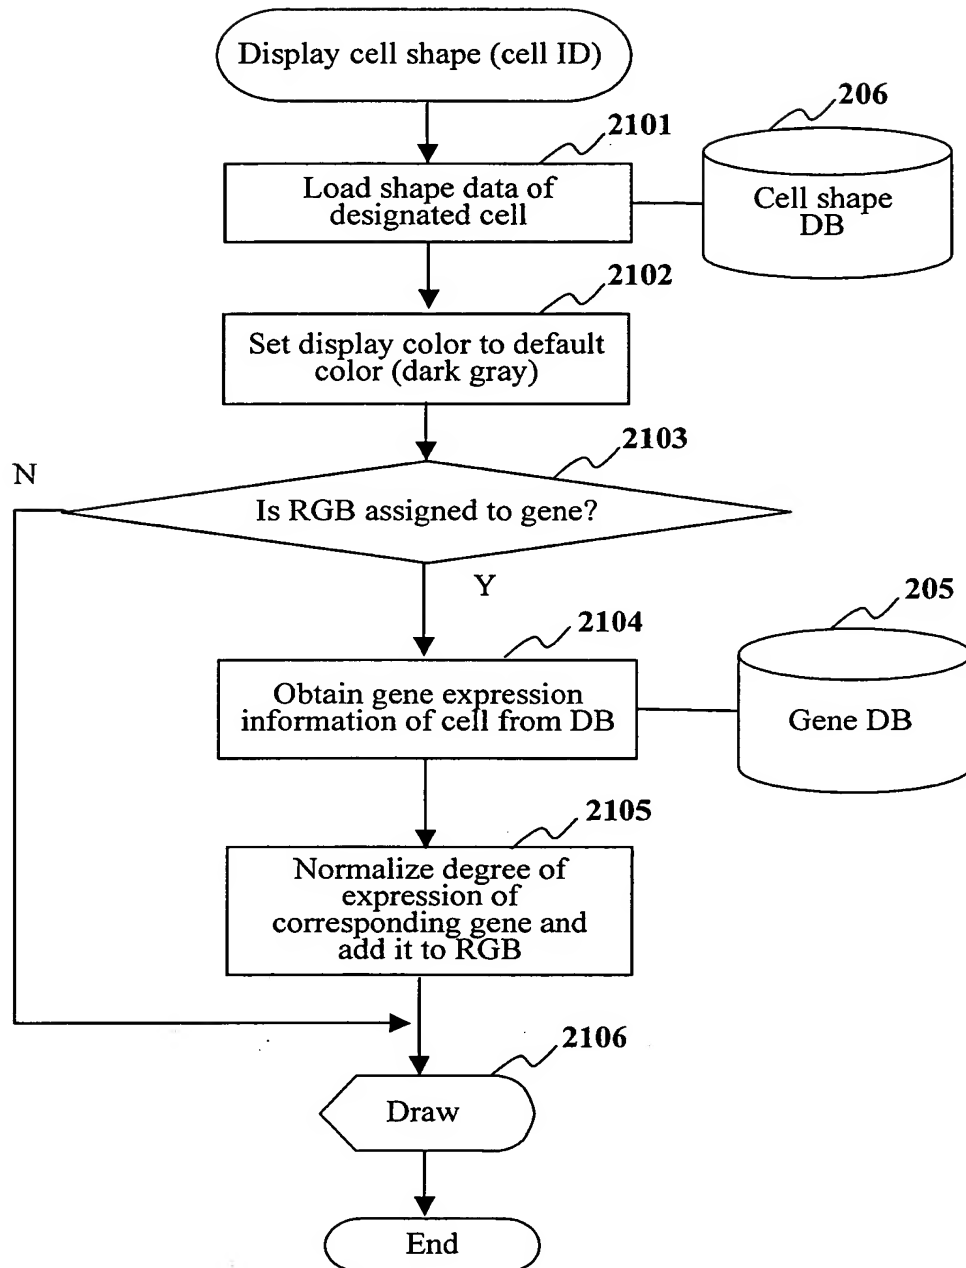 Display cell shape (cell ID)
2101
206
Load shape data of
designated cell
Cell shape
DB
2102
Set display color to default
color (dark gray)
2103
N
Is RGB assigned to gene?
Y
2104
205
Obtain gene expression
information of cell from DB
Gene DB
2105
Normalize degree of
expression of
corresponding gene and
add it to RGB
2106
Draw
End